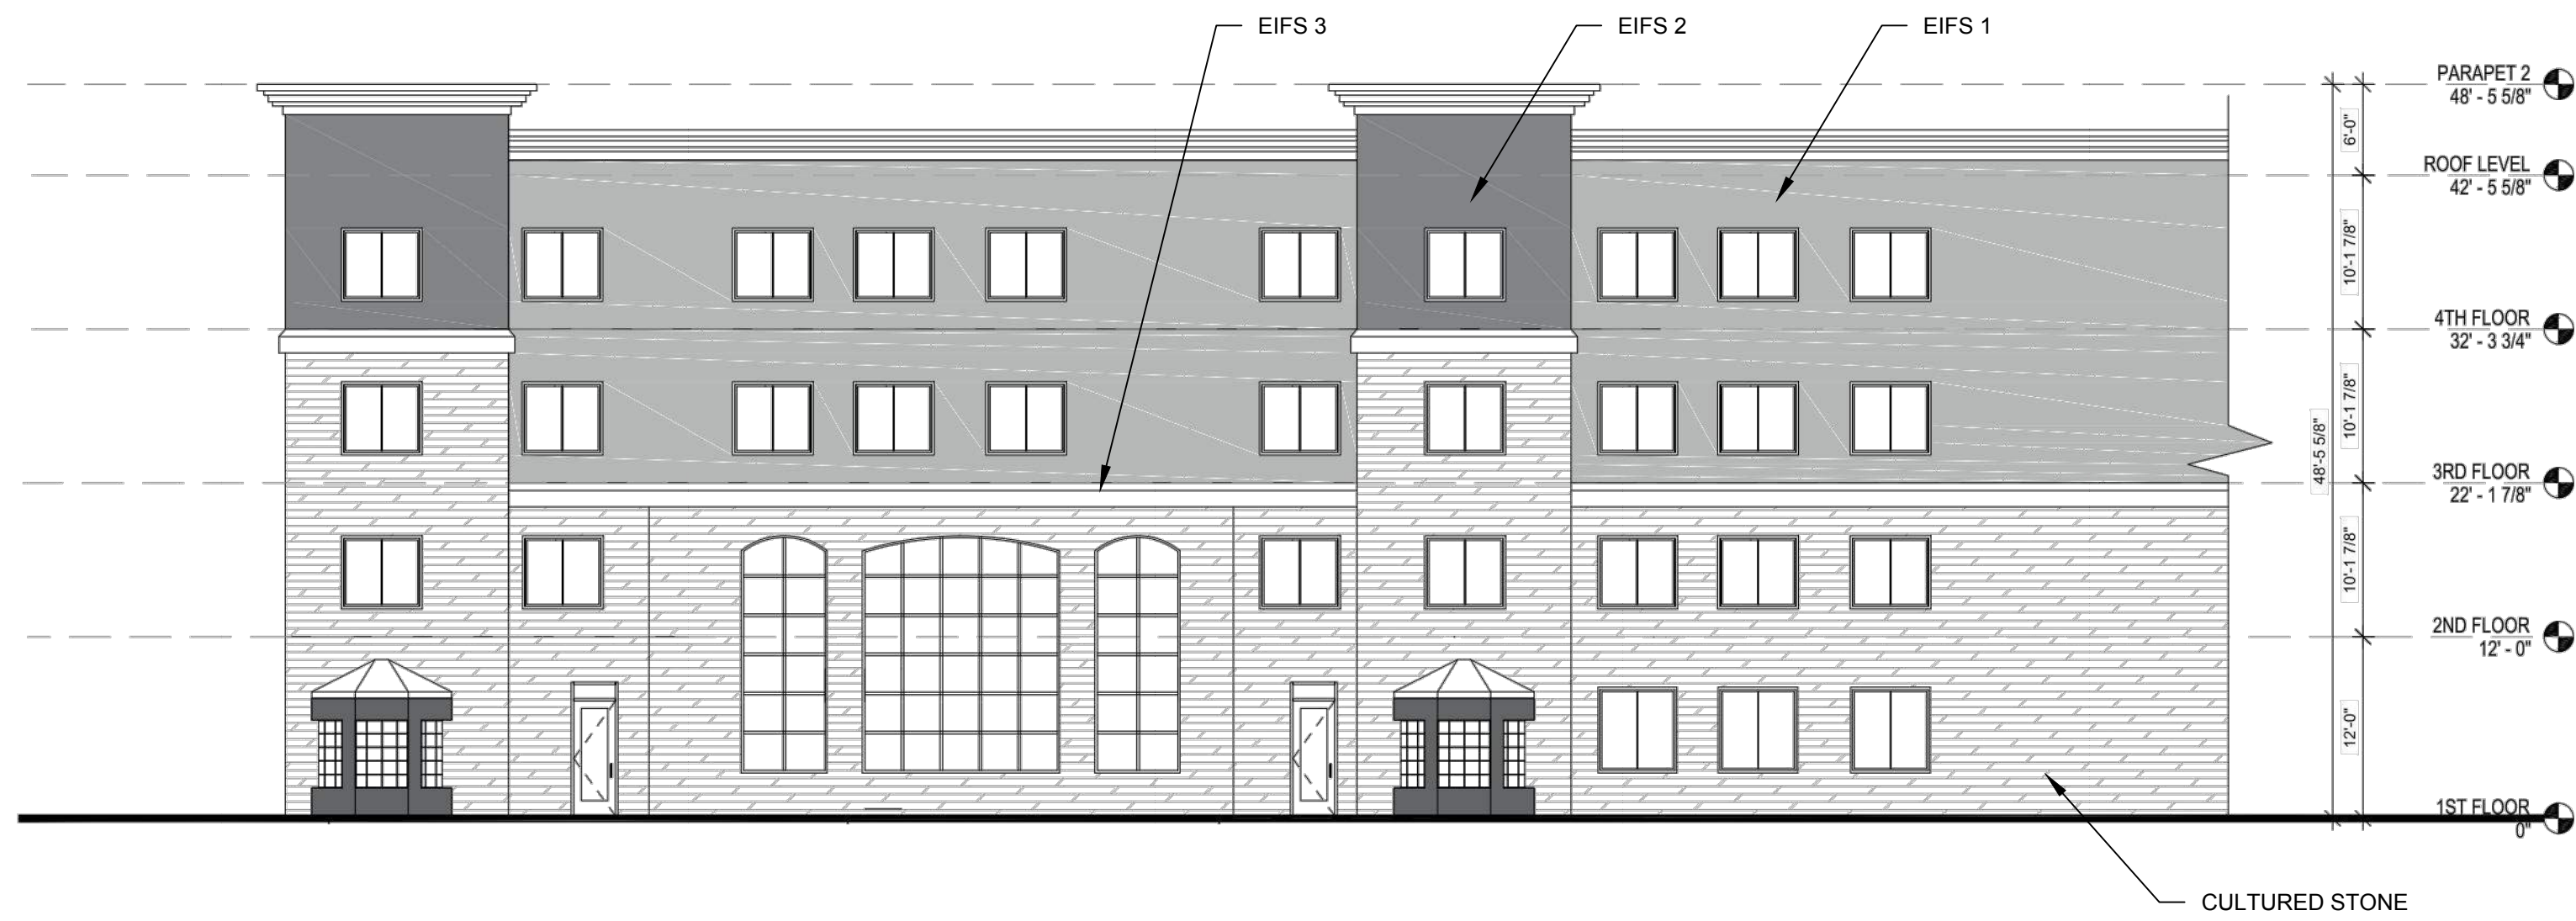 EIFS 3
EIFS 2
EIFS 1
PARAPET 2
48' - 5 5/8"
6'-0"
ROOF LEVEL
42' - 5 5/8"
10'-1 7/8"
4TH FLOOR
32' - 3 3/4"
10'-1 7/8"
48'-5 5/8"
3RD FLOOR
22' - 1 7/8"
10'-1 7/8"
2ND FLOOR
12' - 0"
12'-0"
1ST FLOOR
0"
CULTURED STONE